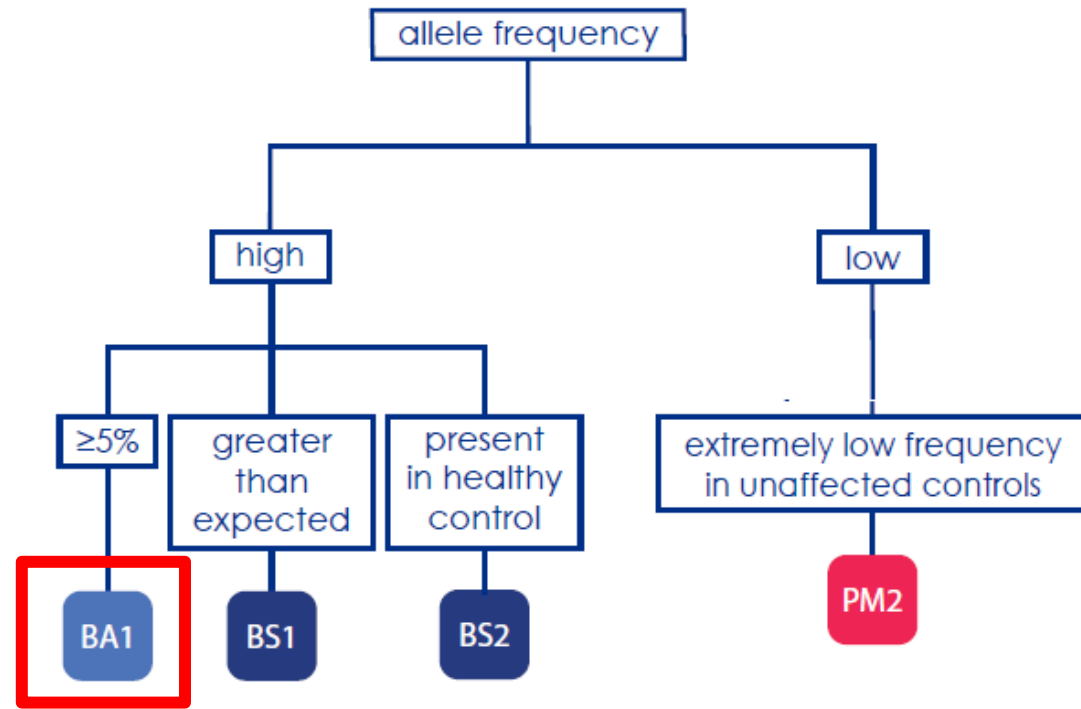 allele frequency
high
low
≥5%
greater
than
expected
present
in healthy
control
extremely low frequency
in unaffected controls
BA1
BS1
BS2
PM2